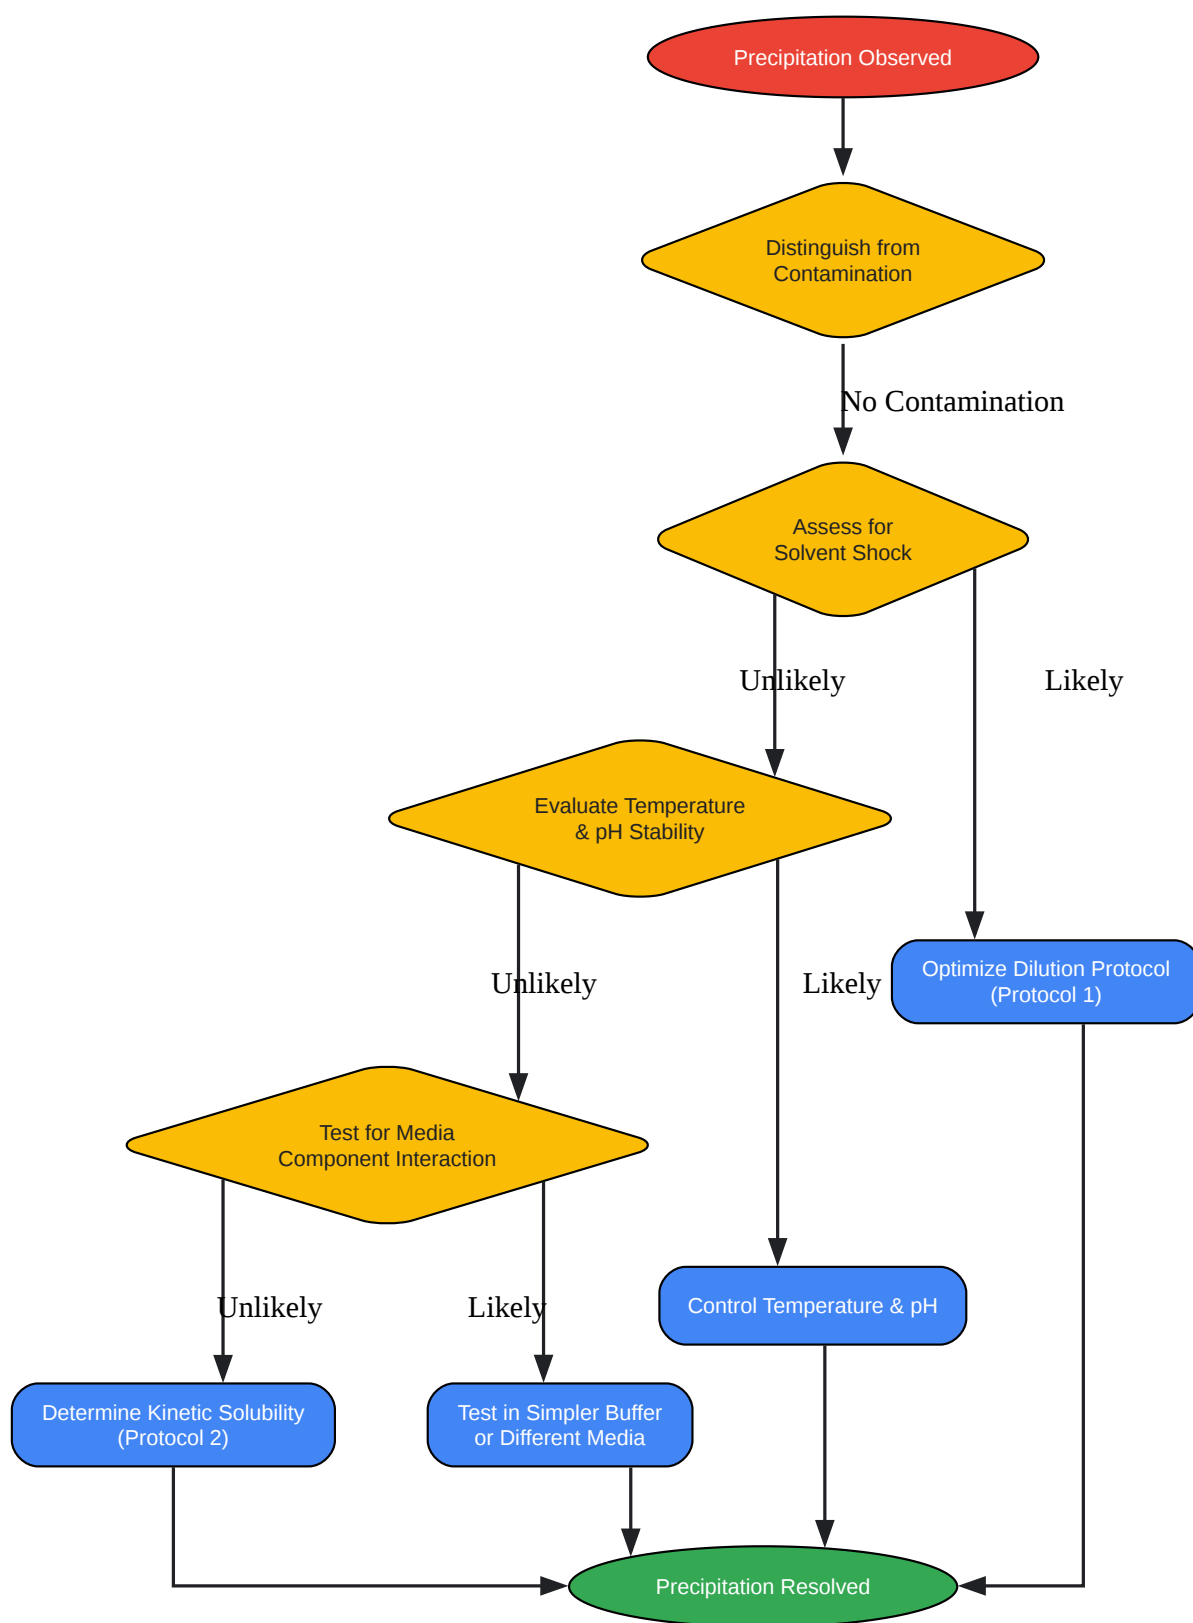 Precipitation Observed
Distinguish from
Contamination
No Contamination
Assess for
Solvent Shock
Unlikely
Likely
Evaluate Temperature
& pH Stability
Optimize Dilution Protocol
(Protocol 1)
Unlikely
Likely
Test for Media
Component Interaction
Unlikely
Likely
Control Temperature & pH
Determine Kinetic Solubility
(Protocol 2)
Test in Simpler Buffer
or Different Media
Precipitation Resolved